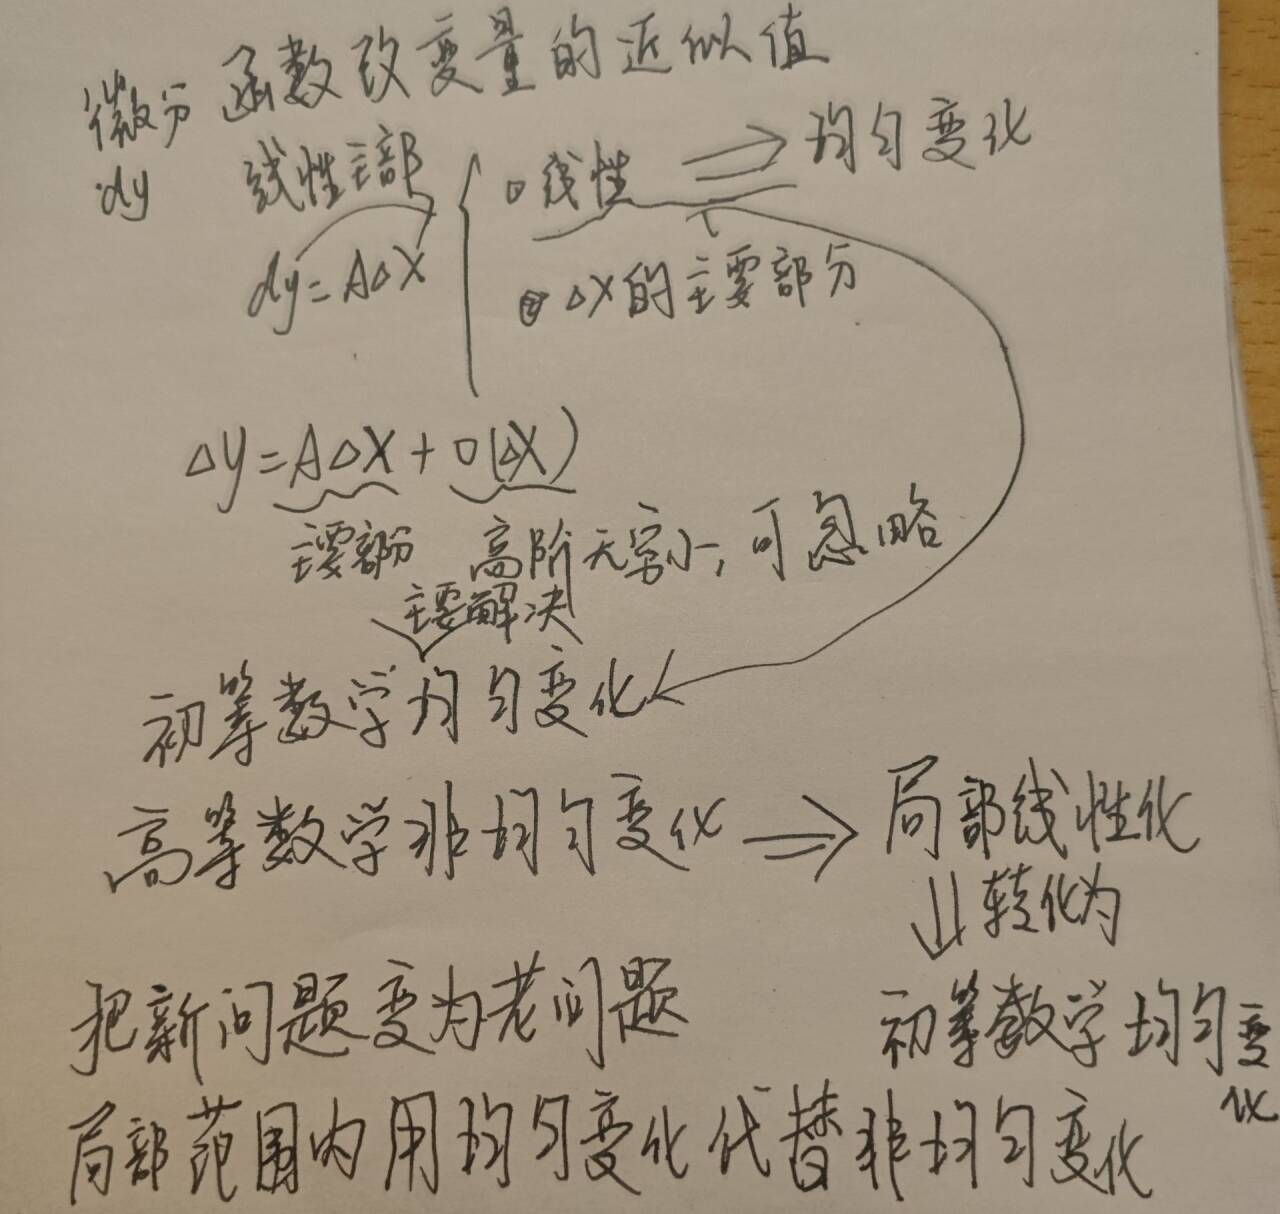 微分 函数改变量的近似值
dy 线性主部 ①线性 ⇒ 均匀变化
dy=A△X ②△X的主要部分
△y=A△X+o(△X)
主要部分 高阶无穷小,可忽略
主要解决
初等数学均匀变化
高等数学非均匀变化 ⇒ 局部线性化
⇓转化为
把新问题变为老问题 初等数学均匀变
化
局部范围内用均匀变化代替非均匀变化